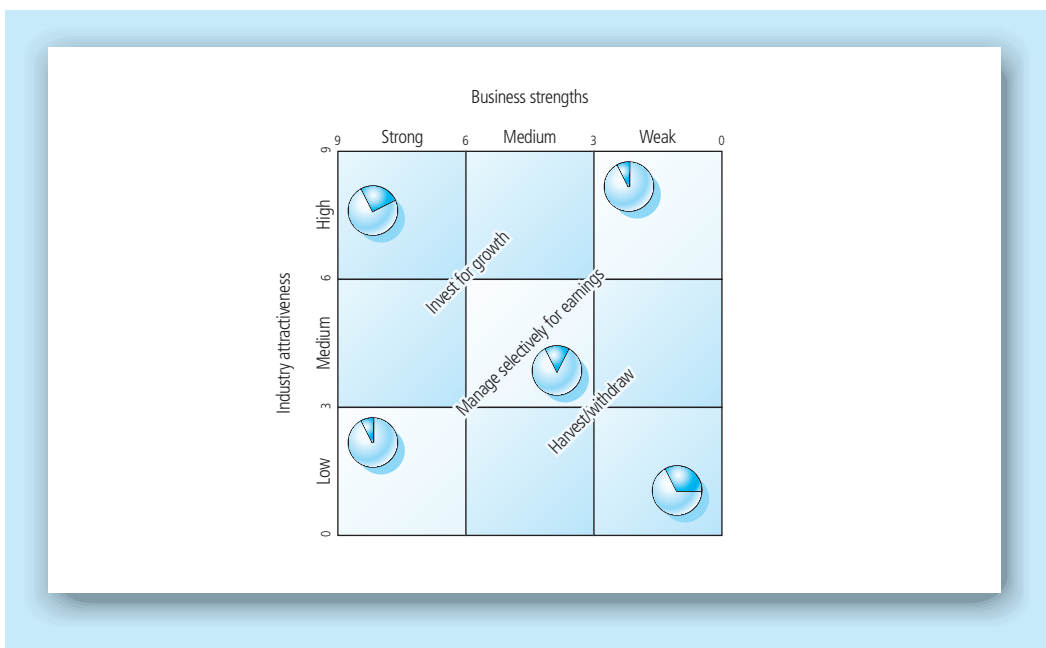 Business strengths
9 Strong 6 Medium 3 Weak 0
Industry attractiveness
9
High
6
Medium
3
Low
0
Invest for growth
Manage selectively for earnings
Harvest/withdraw